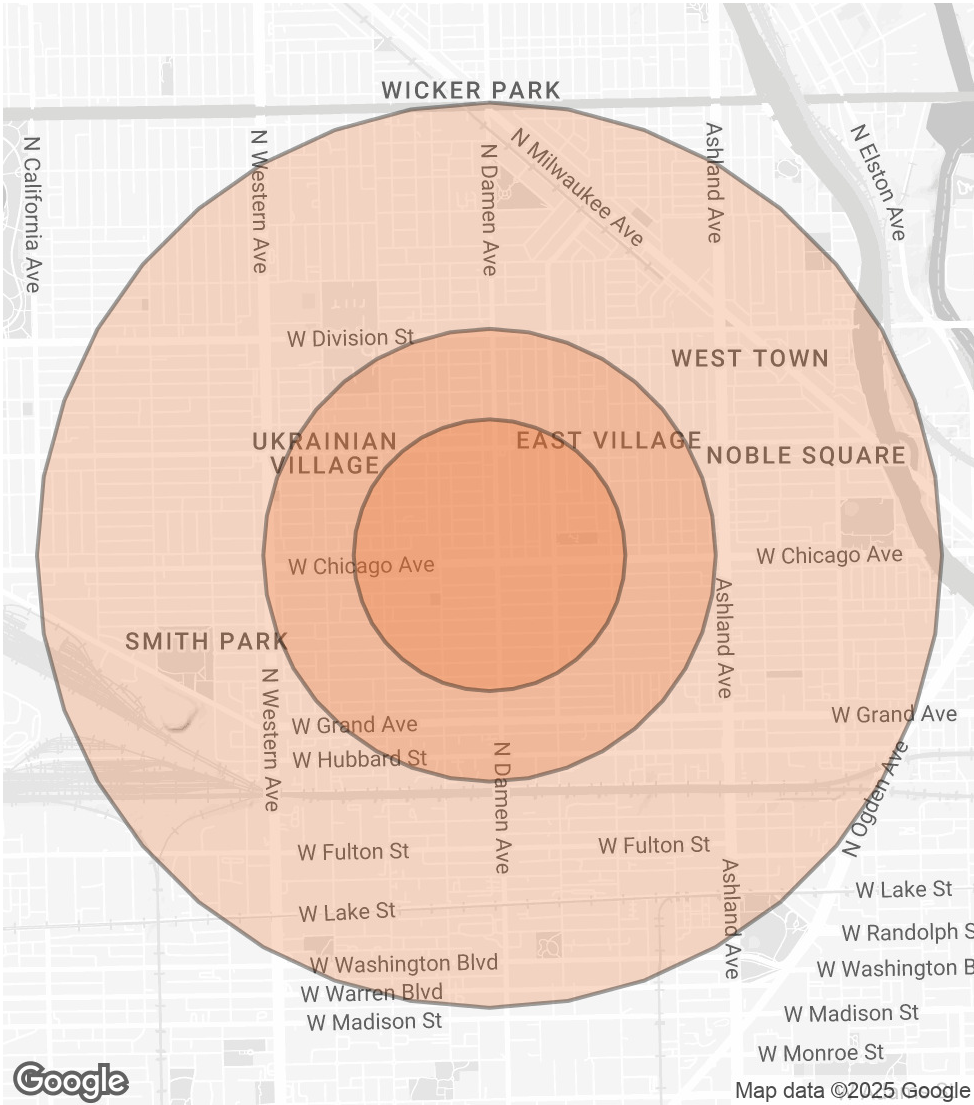 WICKER PARK
N California Ave
N Western Ave
N Damen Ave
N Milwaukee Ave
Ashland Ave
N Elston Ave
W Division St
WEST TOWN
UKRAINIAN
VILLAGE
EAST VILLAGE
NOBLE SQUARE
W Chicago Ave
W Chicago Ave
SMITH PARK
Ashland Ave
N Western Ave
W Grand Ave
W Grand Ave
W Hubbard St
N Damen Ave
N Ogden Ave
W Fulton St
W Fulton St
Ashland Ave
W Lake St
W Lake St
W Randolph S
W Washington Blvd
W Washington B
W Warren Blvd
W Madison St
W Madison St
W Monroe St
Google
Map data ©2025 Google